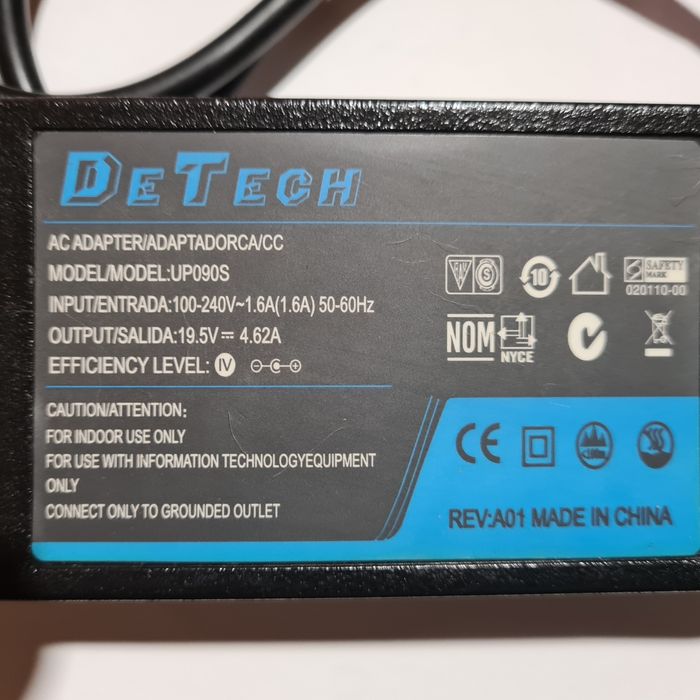 DETECH
AC ADAPTER/ADAPTADORCA/CC
MODEL/MODEL:UP090S
INPUT/ENTRADA:100-240V~1.6A(1.6A) 50-60Hz
OUTPUT/SALIDA:19.5V⎓ 4.62A
EFFICIENCY LEVEL: IV
CAUTION/ATTENTION:
FOR INDOOR USE ONLY
FOR USE WITH INFORMATION TECHNOLOGYEQUIPMENT
ONLY
CONNECT ONLY TO GROUNDED OUTLET
S
10
S SAFETY
MARK
020110-00
NOM
NYCE
CE
REV:A01 MADE IN CHINA